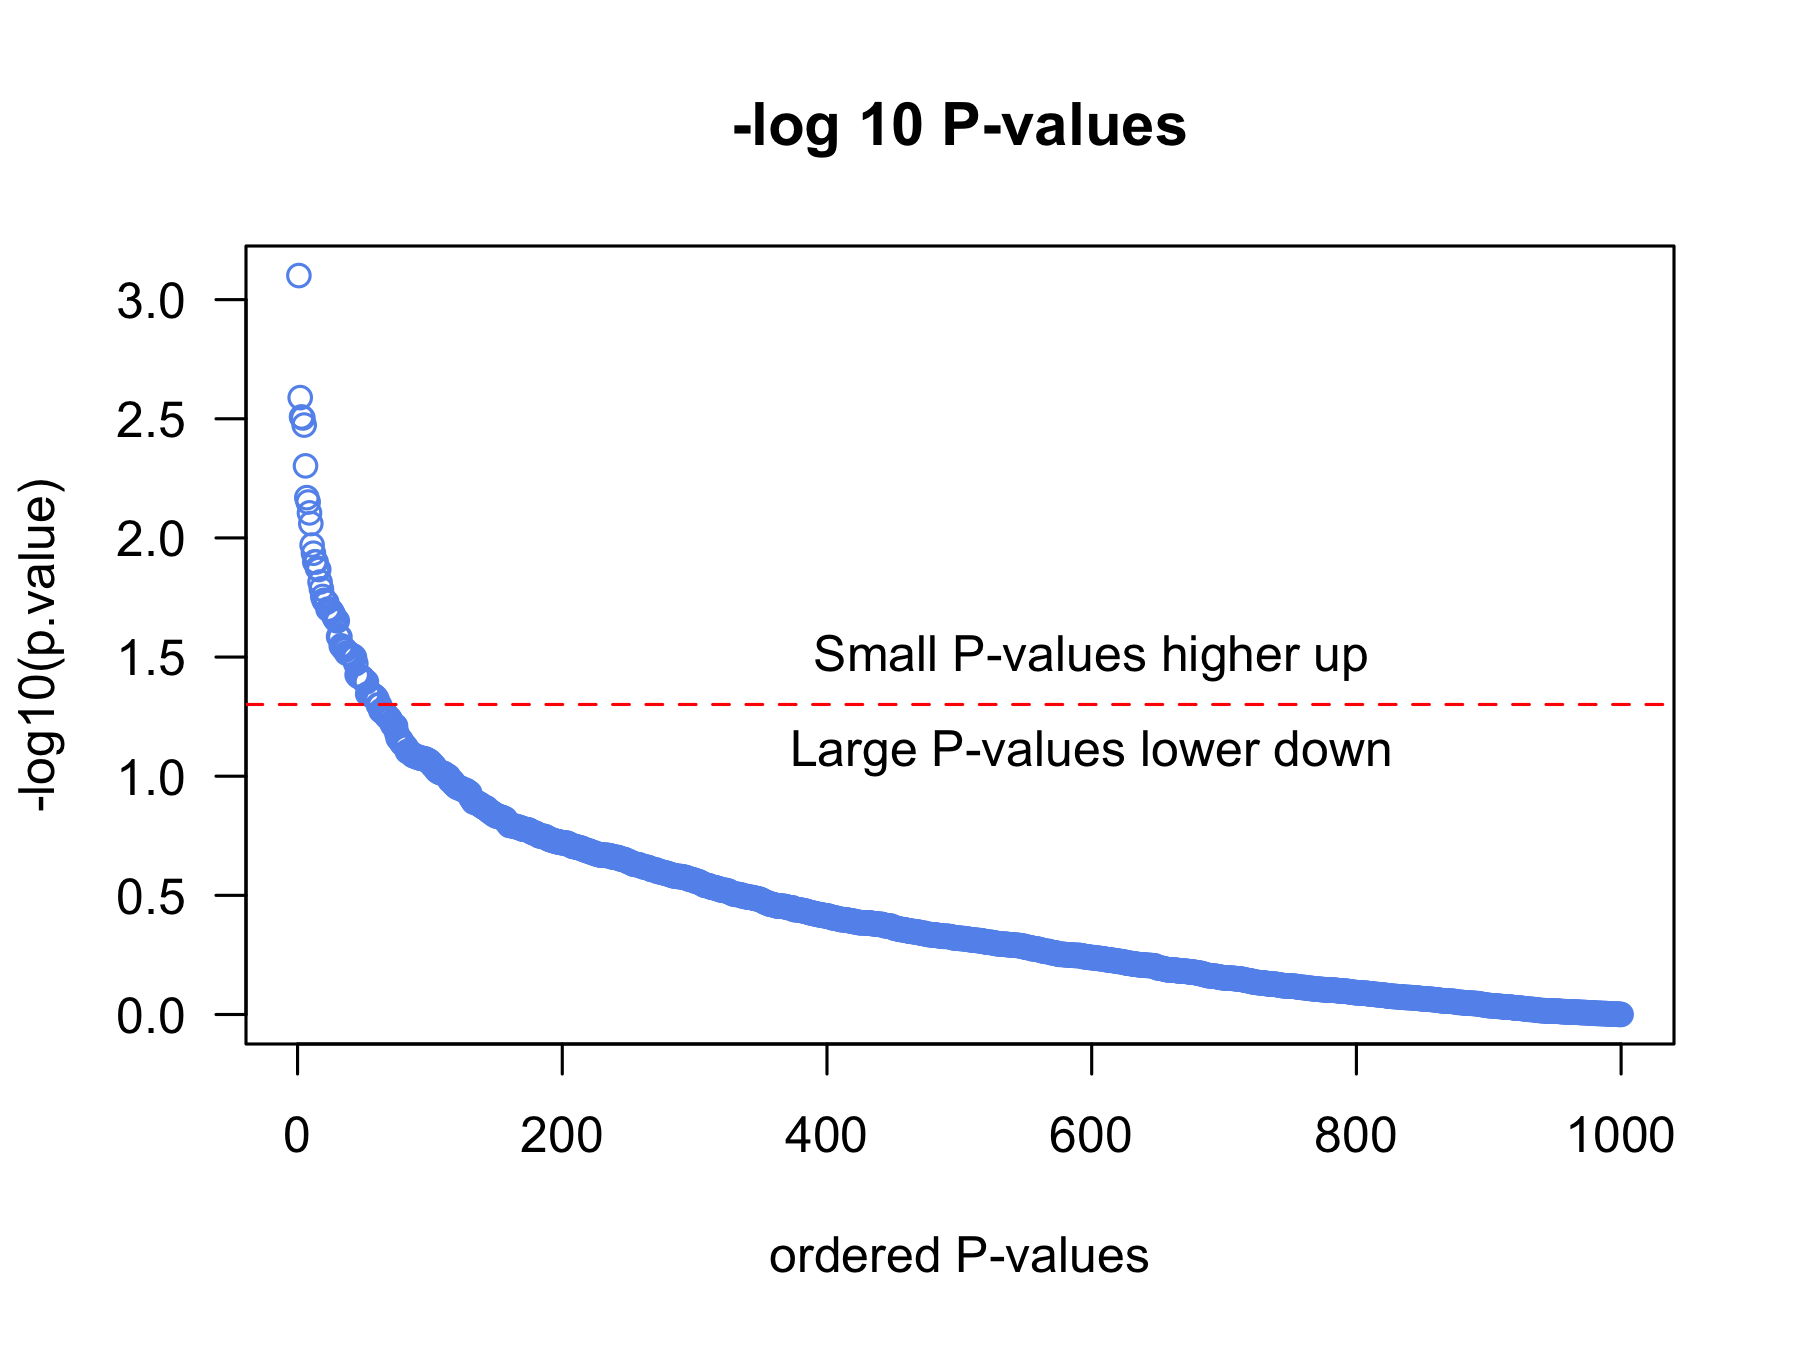 -log 10 P-values
3.0
2.5
2.0
1.5
1.0
0.5
0.0
-log10(p.value)
Small P-values higher up
Large P-values lower down
0 200 400 600 800 1000
ordered P-values